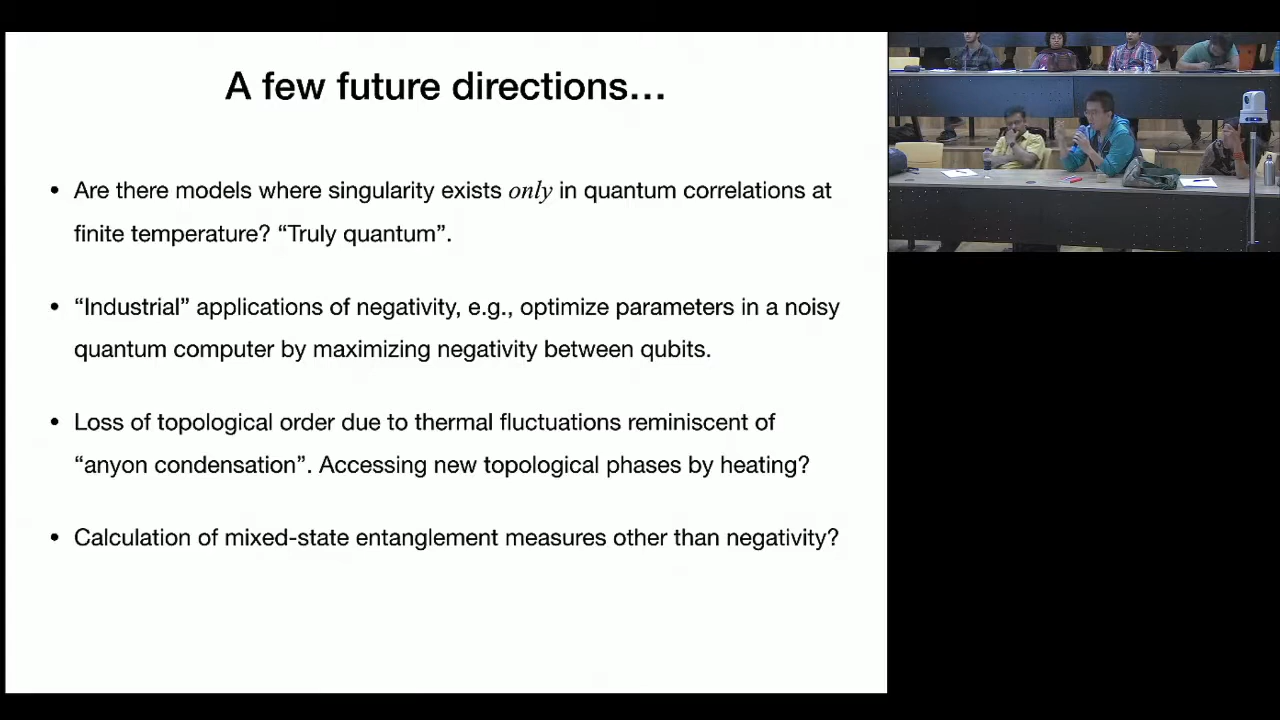 A few future directions…
• Are there models where singularity exists only in quantum correlations at
finite temperature? “Truly quantum”.
• “Industrial” applications of negativity, e.g., optimize parameters in a noisy
quantum computer by maximizing negativity between qubits.
• Loss of topological order due to thermal fluctuations reminiscent of
“anyon condensation”. Accessing new topological phases by heating?
• Calculation of mixed-state entanglement measures other than negativity?